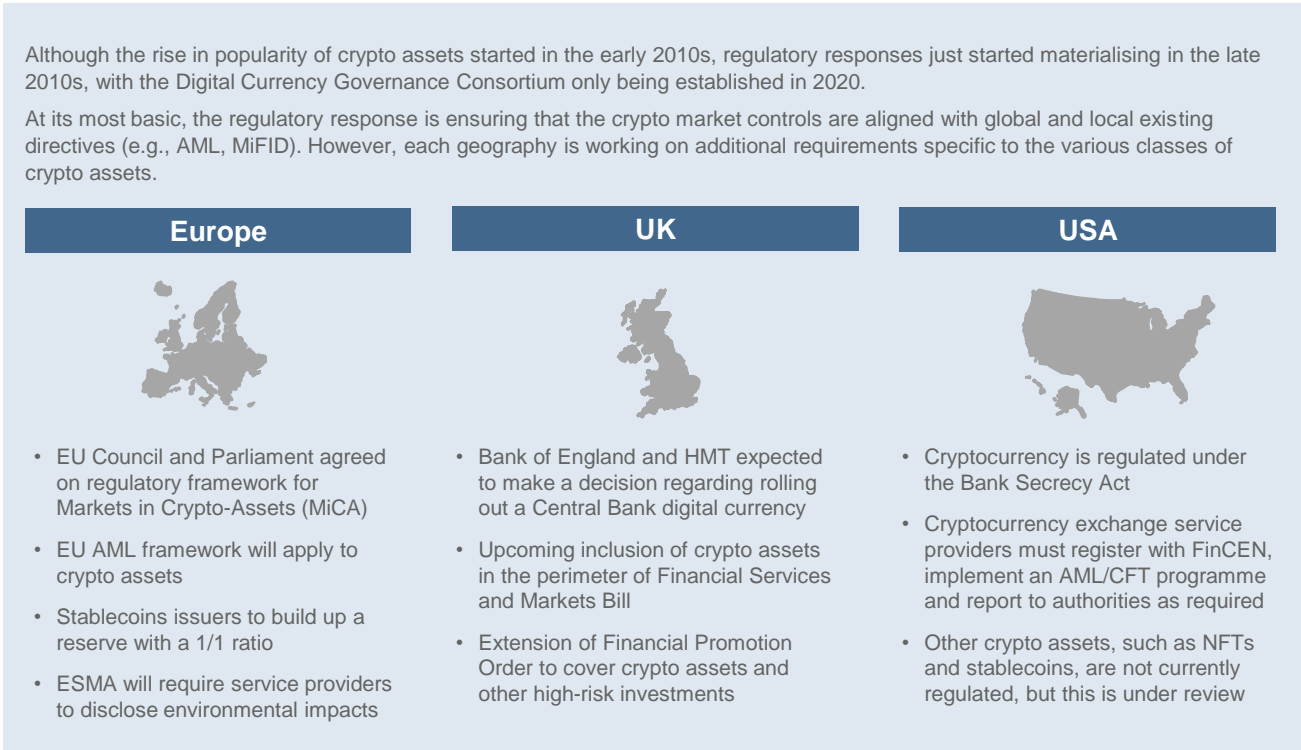 Although the rise in popularity of crypto assets started in the early 2010s, regulatory responses just started materialising in the late
2010s, with the Digital Currency Governance Consortium only being established in 2020.
At its most basic, the regulatory response is ensuring that the crypto market controls are aligned with global and local existing
directives (e.g., AML, MiFID). However, each geography is working on additional requirements specific to the various classes of
crypto assets.
Europe
• EU Council and Parliament agreed
on regulatory framework for
Markets in Crypto-Assets (MiCA)
• EU AML framework will apply to
crypto assets
• Stablecoins issuers to build up a
reserve with a 1/1 ratio
• ESMA will require service providers
to disclose environmental impacts
UK
• Bank of England and HMT expected
to make a decision regarding rolling
out a Central Bank digital currency
• Upcoming inclusion of crypto assets
in the perimeter of Financial Services
and Markets Bill
• Extension of Financial Promotion
Order to cover crypto assets and
other high-risk investments
USA
• Cryptocurrency is regulated under
the Bank Secrecy Act
• Cryptocurrency exchange service
providers must register with FinCEN,
implement an AML/CFT programme
and report to authorities as required
• Other crypto assets, such as NFTs
and stablecoins, are not currently
regulated, but this is under review